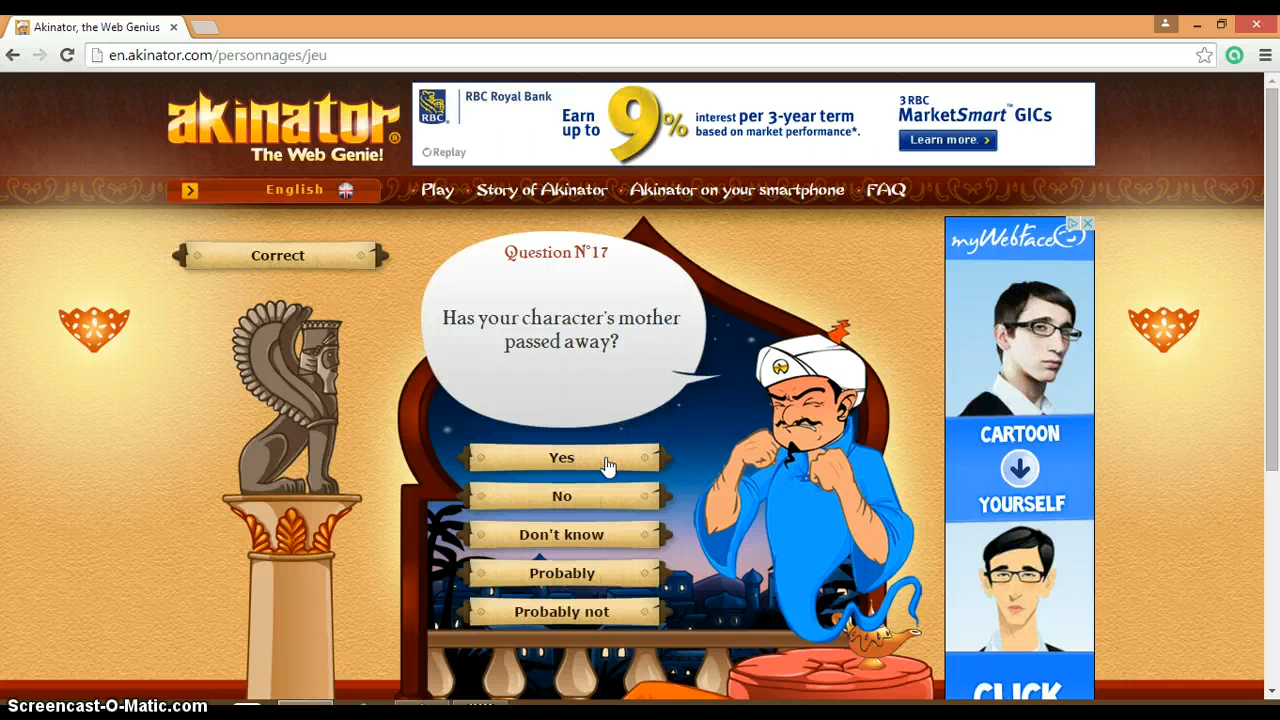 Akinator, the Web Genius
en.akinator.com/personnages/jeu
akinator®
The Web Genie!
RBC
RBC Royal Bank
Earn up to
9%
interest per 3-year term
based on market performance*.
3 RBC
MarketSmart™ GICs
Learn more >
Replay
English
Play
Story of Akinator
Akinator on your smartphone
FAQ
Correct
Question N°17
Has your character's mother
passed away?
Yes
No
Don't know
Probably
Probably not
myWebface
CARTOON
YOURSELF
CLICK
Screencast-O-Matic.com